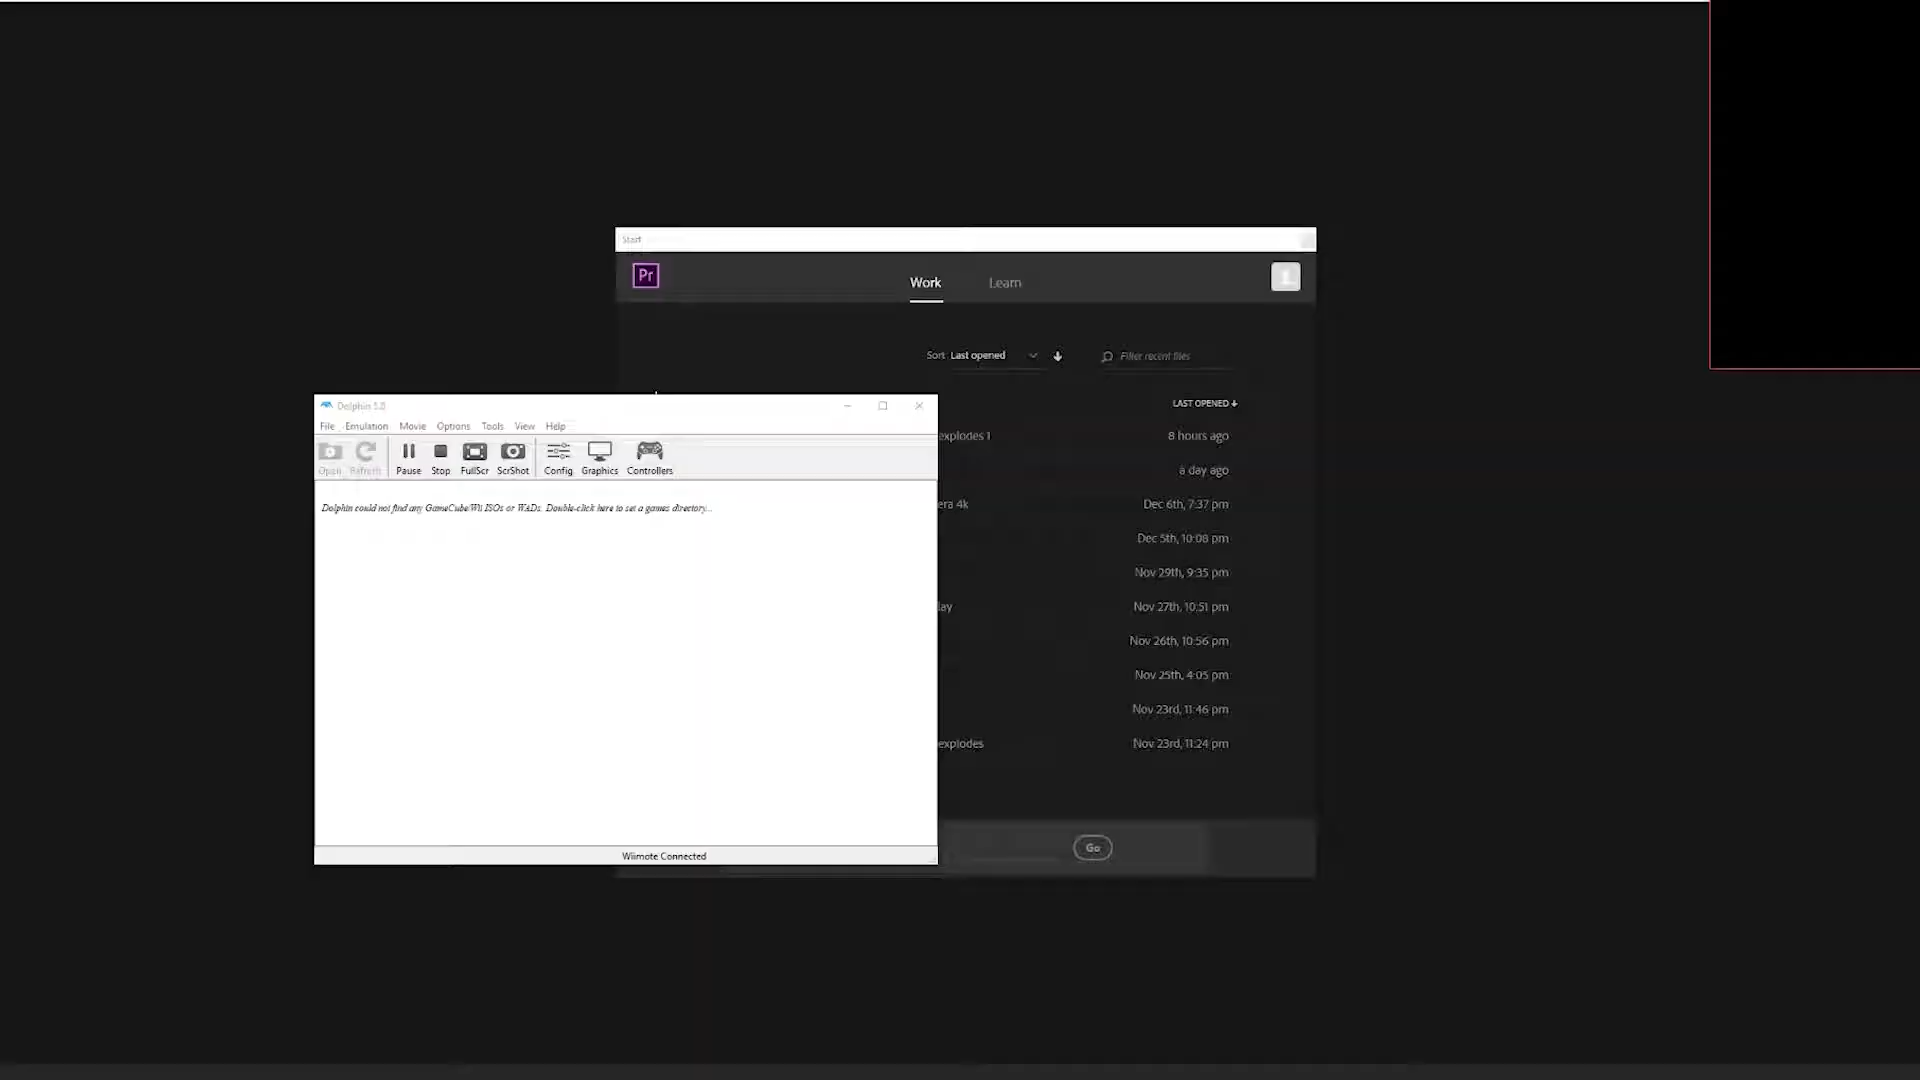 Start
Pr
Work Learn
Sort Last opened Filter recent files
LAST OPENED
Dolphin 5.0
File Emulation Movie Options Tools View Help
Open Refresh Pause Stop FullScr ScrShot Config Graphics Controllers
Dolphin could not find any GameCube/Wii ISOs or WADs. Double-click here to set a games directory...
Wiimote Connected
explodes 1 8 hours ago
a day ago
era 4k Dec 6th, 7:37 pm
Dec 5th, 10:08 pm
Nov 29th, 9:35 pm
lay Nov 27th, 10:51 pm
Nov 26th, 10:56 pm
Nov 25th, 4:05 pm
Nov 23rd, 11:46 pm
explodes Nov 23rd, 11:24 pm
Go